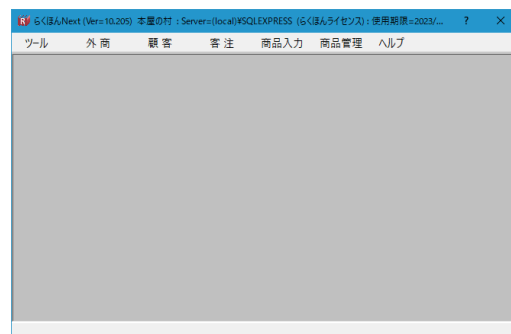 R らくほんNext (Ver=10.205) 本屋の村 : Server=(local)¥SQLEXPRESS (らくほんライセンス) : 使用期限=2023/... ?
ツール 外 商 顧 客 客 注 商品入力 商品管理 ヘルプ